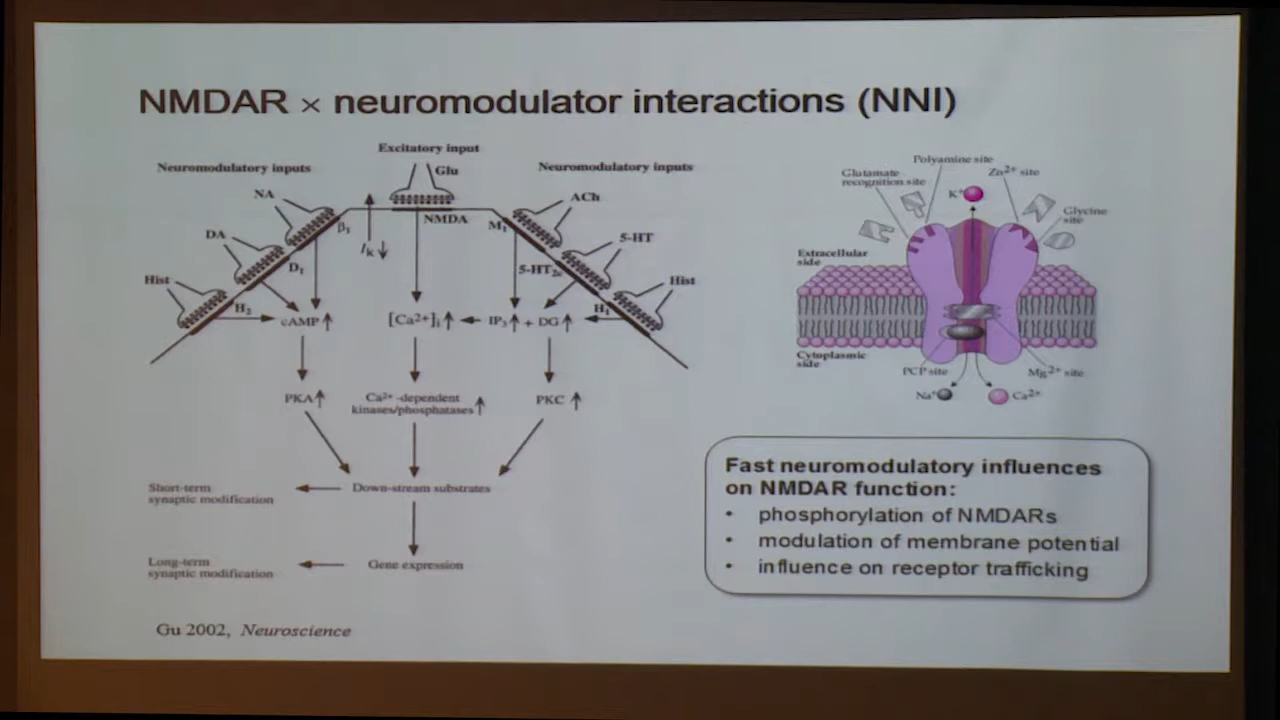 NMDAR × neuromodulator interactions (NNI)
Excitatory input
Neuromodulatory inputs
Neuromodulatory inputs
Glu
NA
ACh
NMDA
β1
M1
DA
5-HT
Ik
D1
5-HT2c
Hist
Hist
H2
H1
cAMP
[Ca2+]i
IP3 + DG
PKA
Ca2+ -dependent
kinases/phosphatases
PKC
Short-term
synaptic modification
Down-stream substrates
Long-term
synaptic modification
Gene expression
Gu 2002, Neuroscience
Polyamine site
Glutamate
recognition site
Zn2+ site
K+
Glycine
site
Extracellular
side
Cytoplasmic
side
PCP site
Mg2+ site
Na+
Ca2+
Fast neuromodulatory influences
on NMDAR function:
• phosphorylation of NMDARs
• modulation of membrane potential
• influence on receptor trafficking